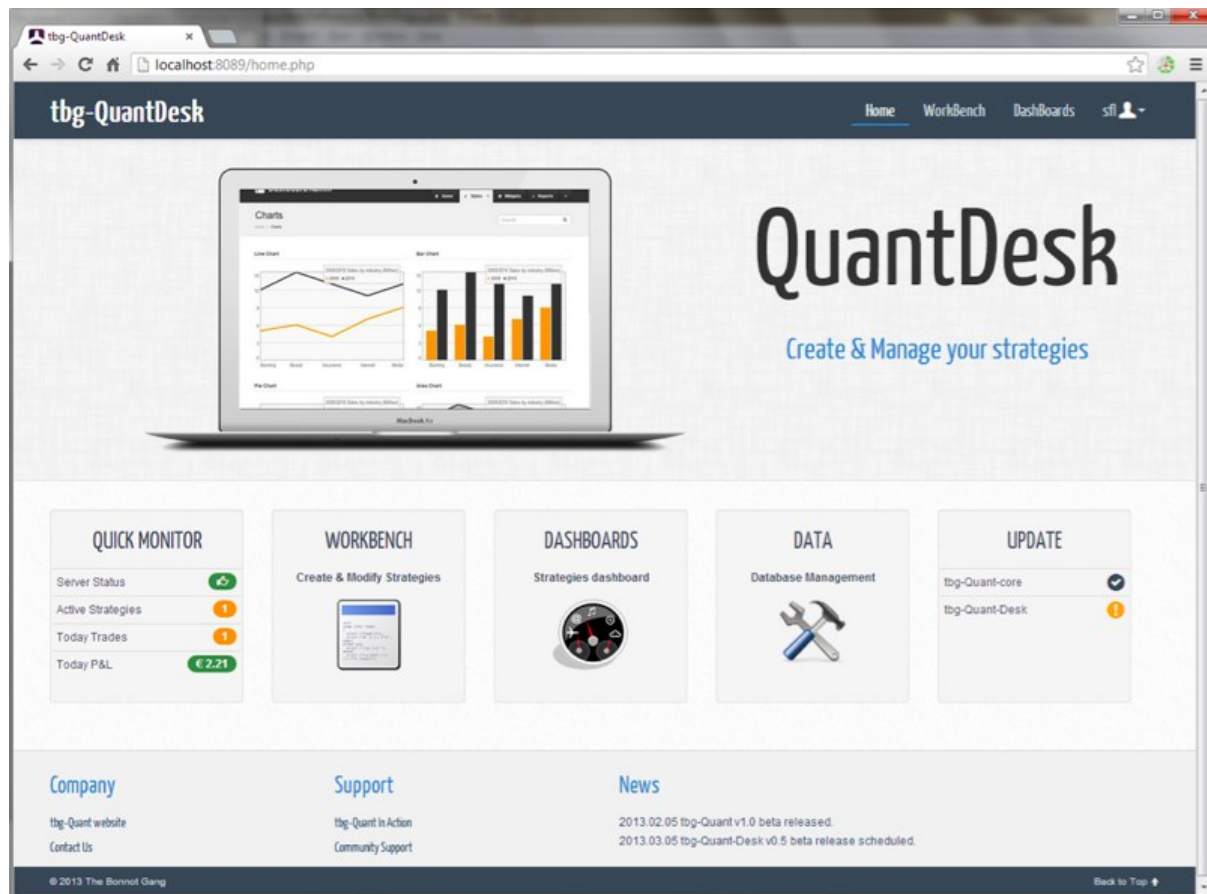 tbg-QuantDesk
localhost:8089/home.php
tbg-QuantDesk
Home WorkBench DashBoards sfl
Charts
Line Chart
Bar Chart
Banking Beauty Insurance Internet Media
Pie Chart
Area Chart
QuantDesk
Create & Manage your strategies
QUICK MONITOR
Server Status
Active Strategies 1
Today Trades 1
Today P&L € 2.21
WORKBENCH
Create & Modify Strategies
DASHBOARDS
Strategies dashboard
DATA
Database Management
UPDATE
tbg-Quant-core
tbg-Quant-Desk
Company
tbg-Quant website
Contact Us
Support
tbg-Quant In Action
Community Support
News
2013.02.05 tbg-Quant v1.0 beta released.
2013.03.05 tbg-Quant-Desk v0.5 beta release scheduled.
© 2013 The Bonnot Gang
Back to Top